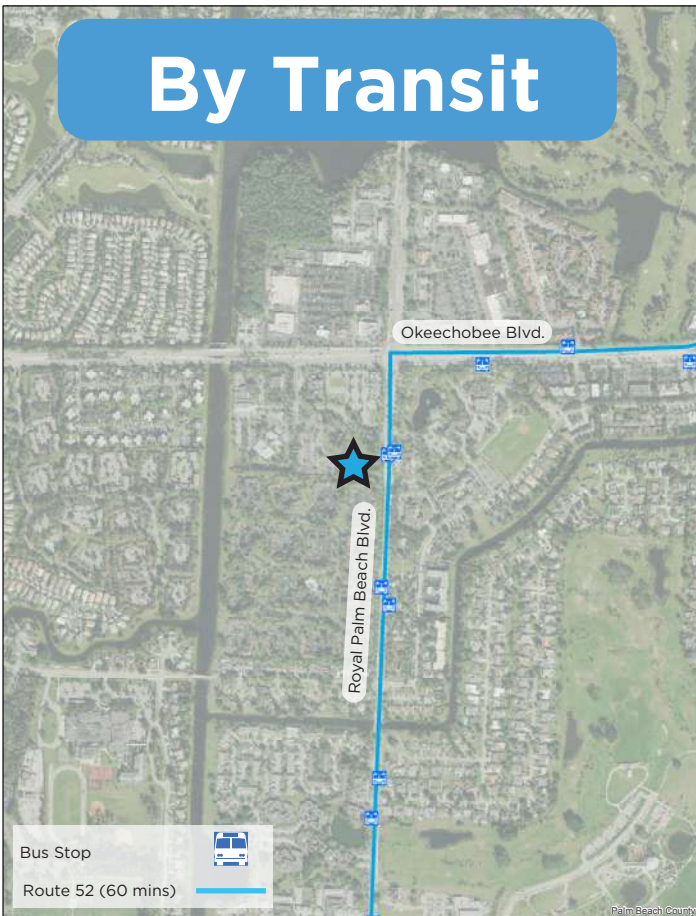 By Transit
Okeechobee Blvd.
Royal Palm Beach Blvd.
Bus Stop
Route 52 (60 mins)
Palm Beach County